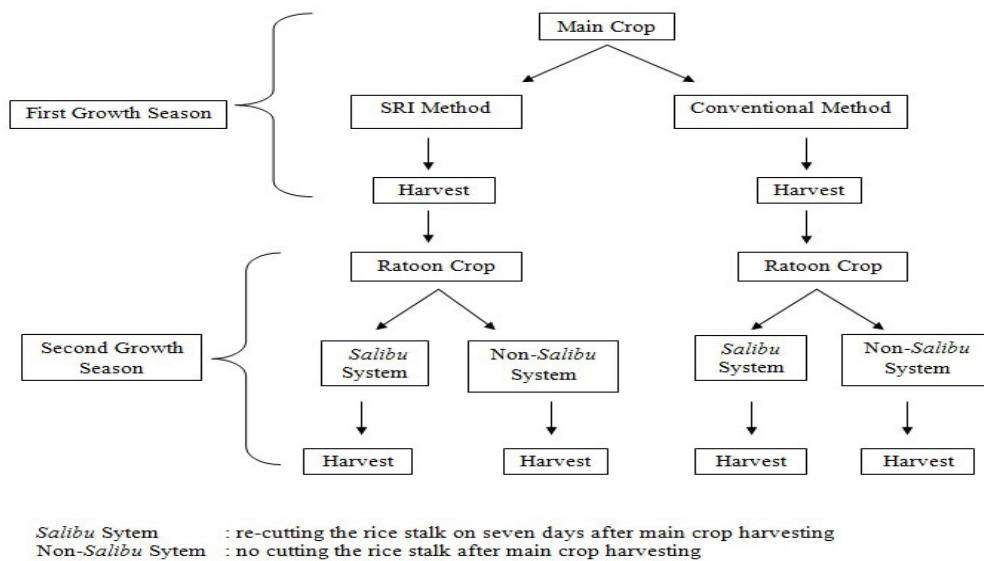 Main Crop
First Growth Season
SRI Method
Conventional Method
Harvest
Harvest
Ratoon Crop
Ratoon Crop
Second Growth
Season
Salibu
System
Non-Salibu
System
Salibu
System
Non-Salibu
System
Harvest
Harvest
Harvest
Harvest
Salibu Sytem : re-cutting the rice stalk on seven days after main crop harvesting
Non-Salibu Sytem : no cutting the rice stalk after main crop harvesting